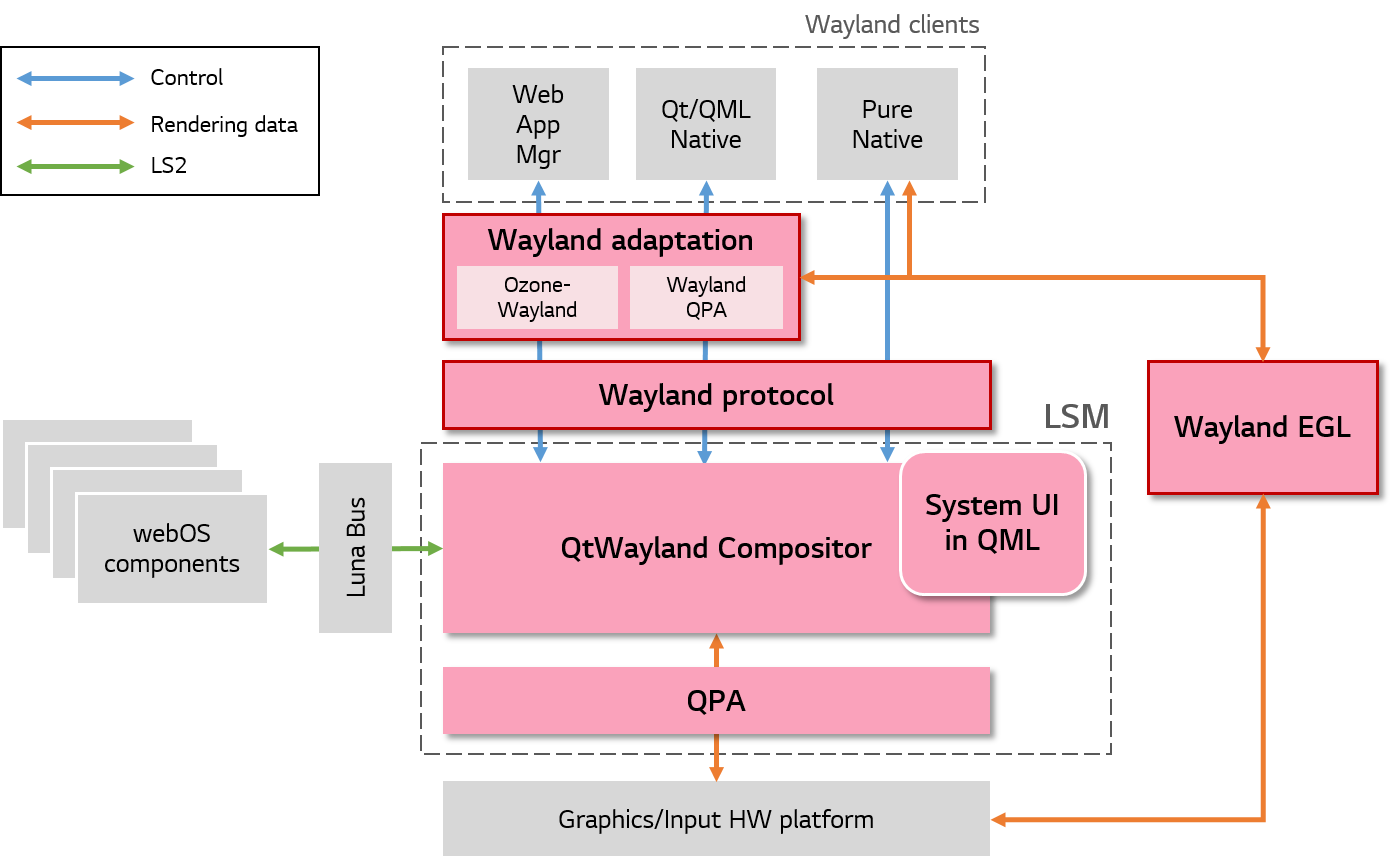 Wayland clients
Control
Rendering data
LS2
Web
App
Mgr
Qt/QML
Native
Pure
Native
Wayland adaptation
Ozone-
Wayland
Wayland
QPA
Wayland protocol
LSM
Wayland EGL
webOS
components
Luna Bus
QtWayland Compositor
System UI
in QML
QPA
Graphics/Input HW platform